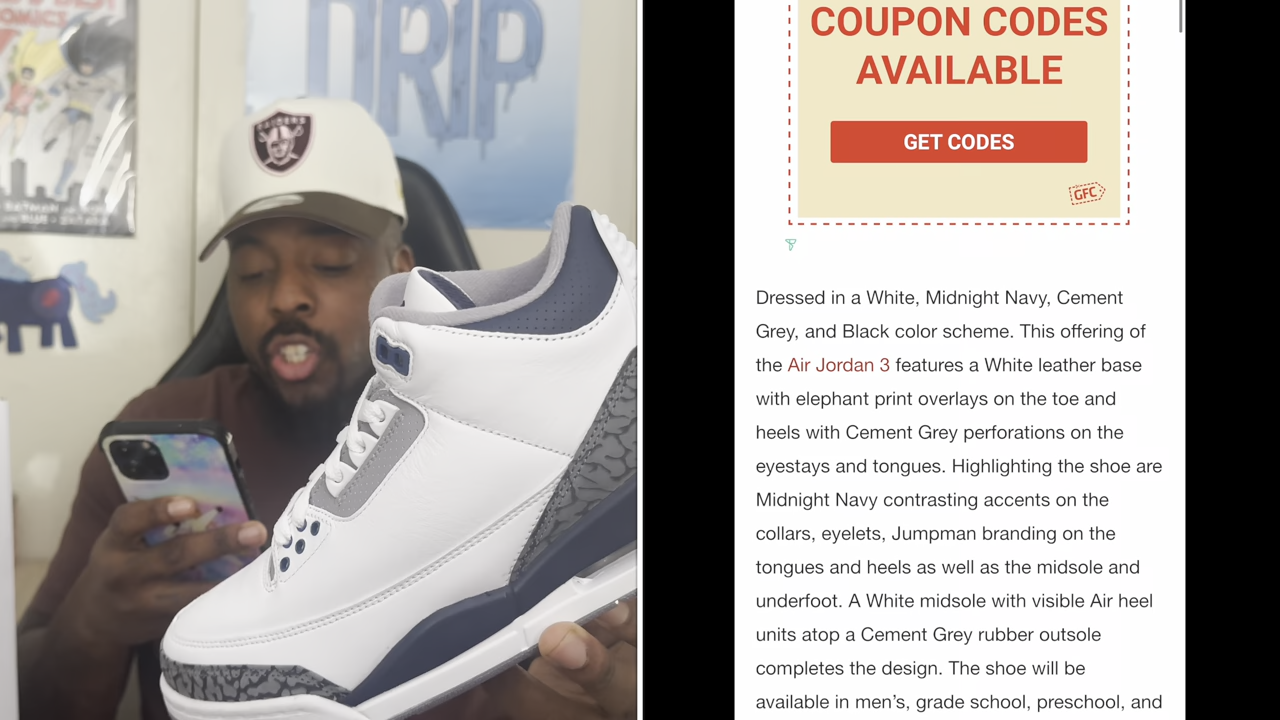 DRIP
RAIDERS
COUPON CODES
AVAILABLE
GET CODES
GFC
Dressed in a White, Midnight Navy, Cement
Grey, and Black color scheme. This offering of
the Air Jordan 3 features a White leather base
with elephant print overlays on the toe and
heels with Cement Grey perforations on the
eyestays and tongues. Highlighting the shoe are
Midnight Navy contrasting accents on the
collars, eyelets, Jumpman branding on the
tongues and heels as well as the midsole and
underfoot. A White midsole with visible Air heel
units atop a Cement Grey rubber outsole
completes the design. The shoe will be
available in men’s, grade school, preschool, and